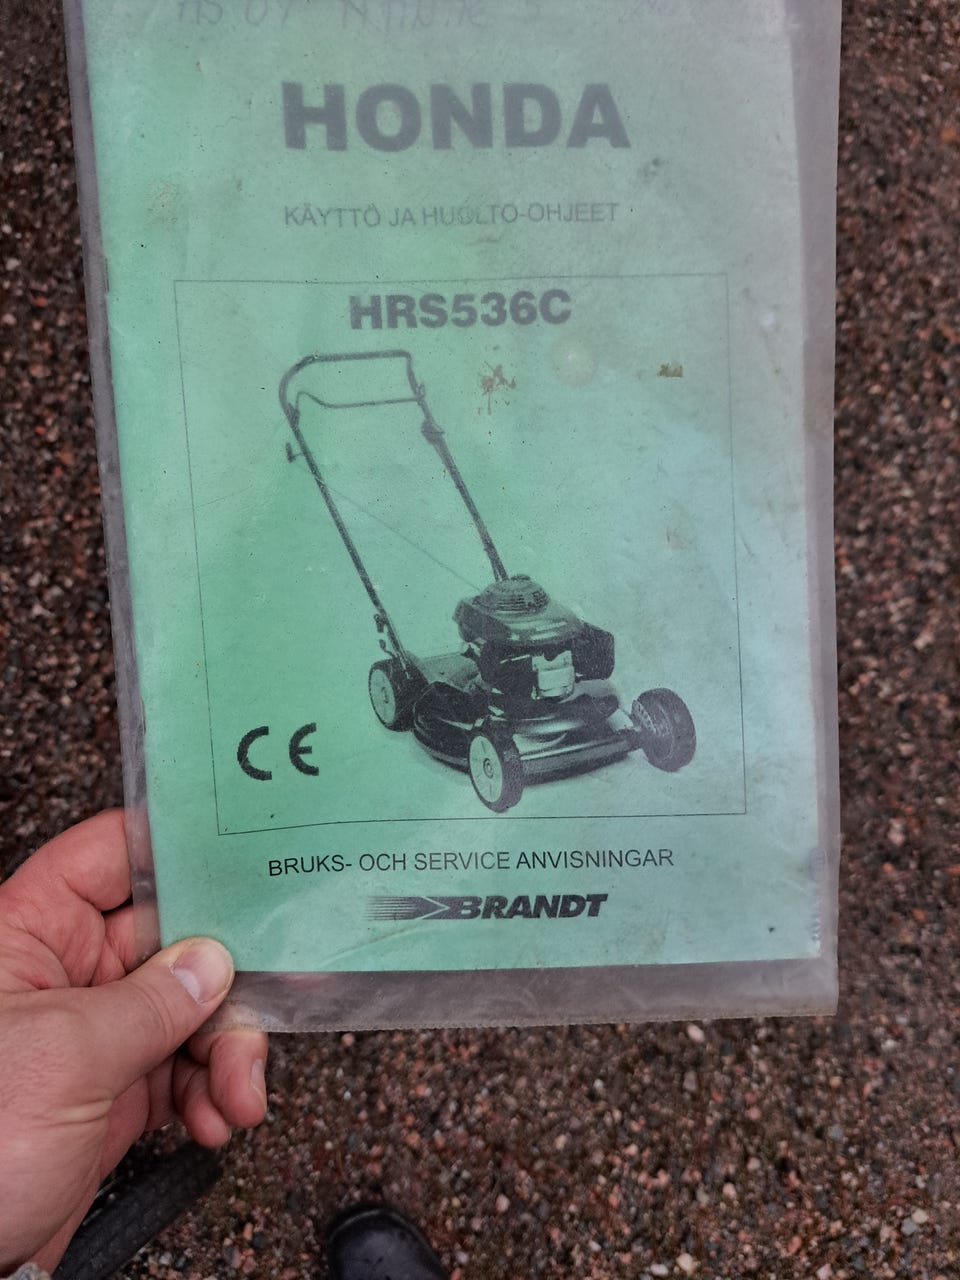 HONDA
KÄYTTÖ JA HUOLTO-OHJEET
HRS536C
CE
BRUKS- OCH SERVICE ANVISNINGAR
BRANDT